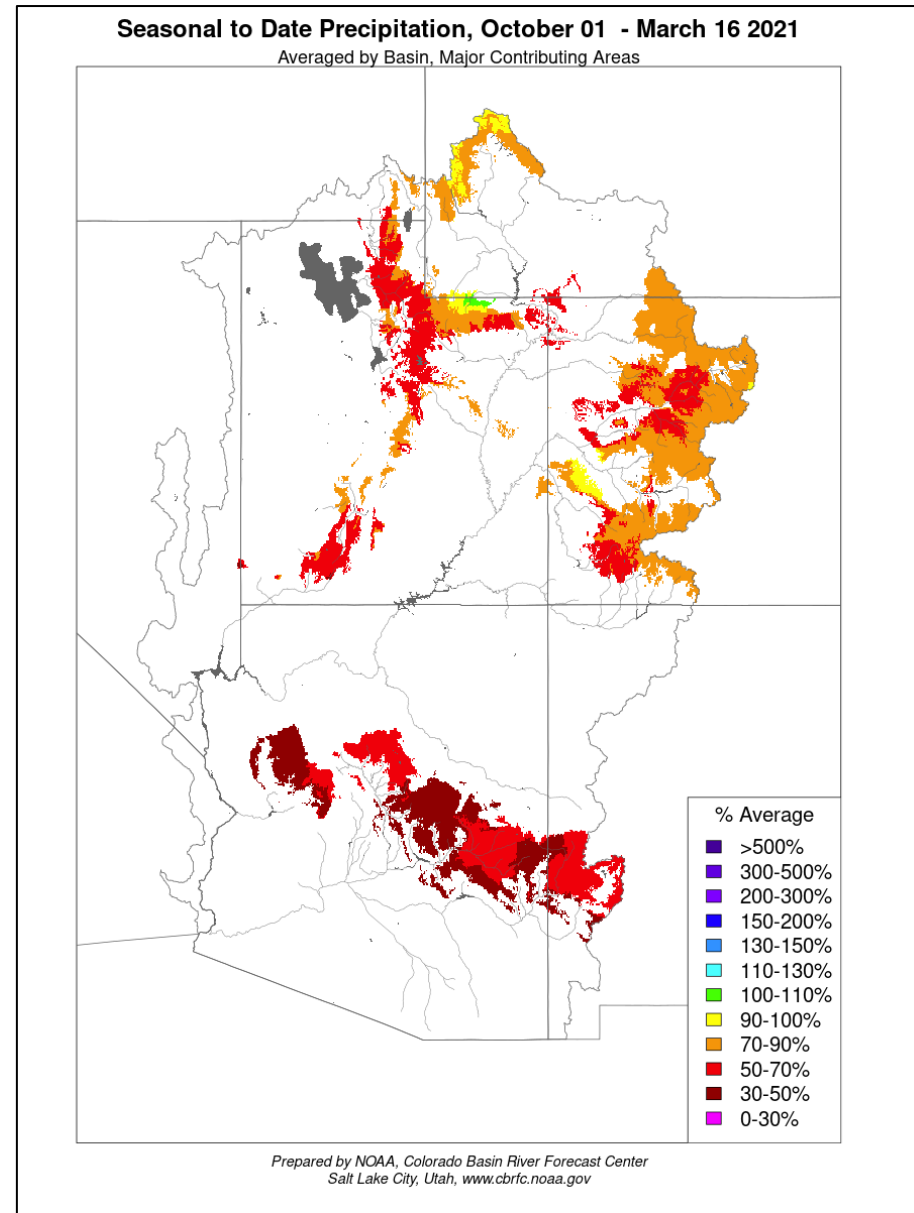 Seasonal to Date Precipitation, October 01 - March 16 2021
Averaged by Basin, Major Contributing Areas
% Average
>500%
300-500%
200-300%
150-200%
130-150%
110-130%
100-110%
90-100%
70-90%
50-70%
30-50%
0-30%
Prepared by NOAA, Colorado Basin River Forecast Center
Salt Lake City, Utah, www.cbrfc.noaa.gov